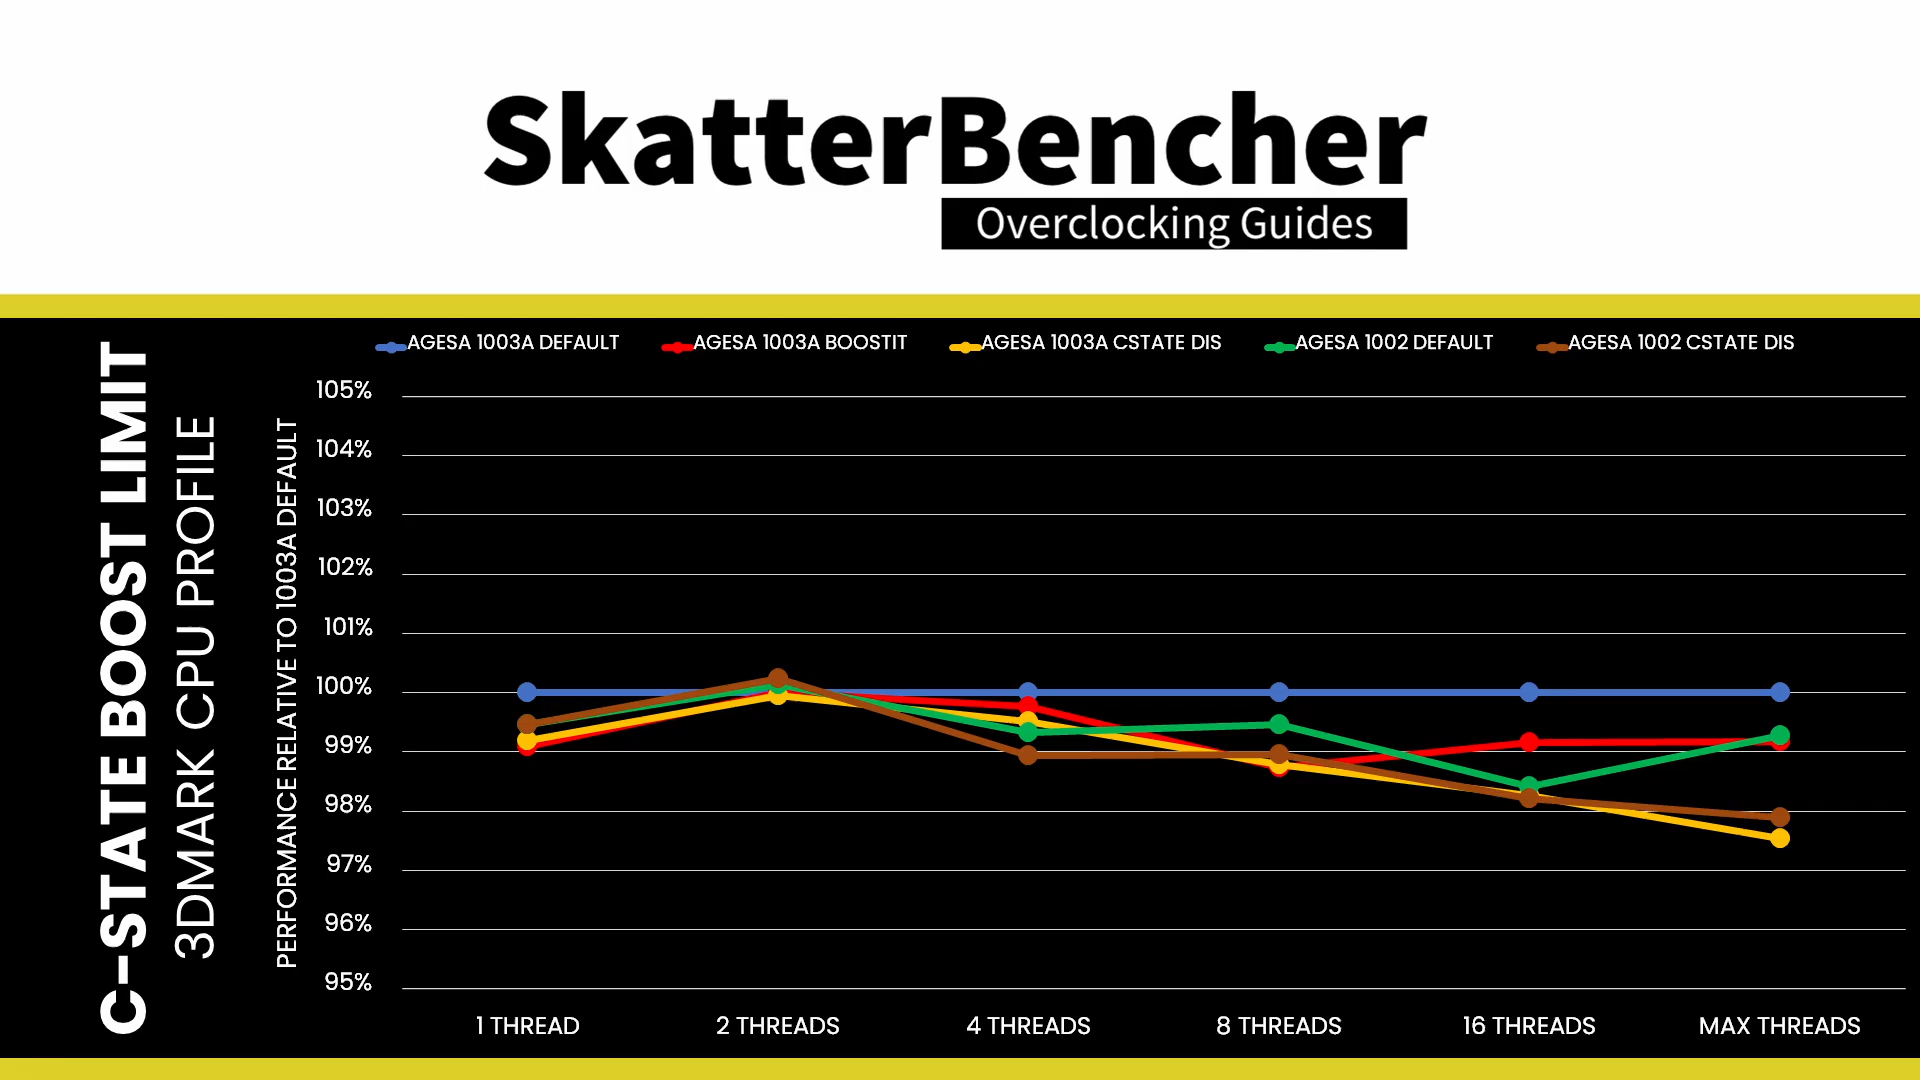 SkatterBencher
Overclocking Guides
C-STATE BOOST LIMIT
3DMARK CPU PROFILE
PERFORMANCE RELATIVE TO 1003A DEFAULT
AGESA 1003A DEFAULT
AGESA 1003A BOOSTIT
AGESA 1003A CSTATE DIS
AGESA 1002 DEFAULT
AGESA 1002 CSTATE DIS
105%
104%
103%
102%
101%
100%
99%
98%
97%
96%
95%
1 THREAD
2 THREADS
4 THREADS
8 THREADS
16 THREADS
MAX THREADS